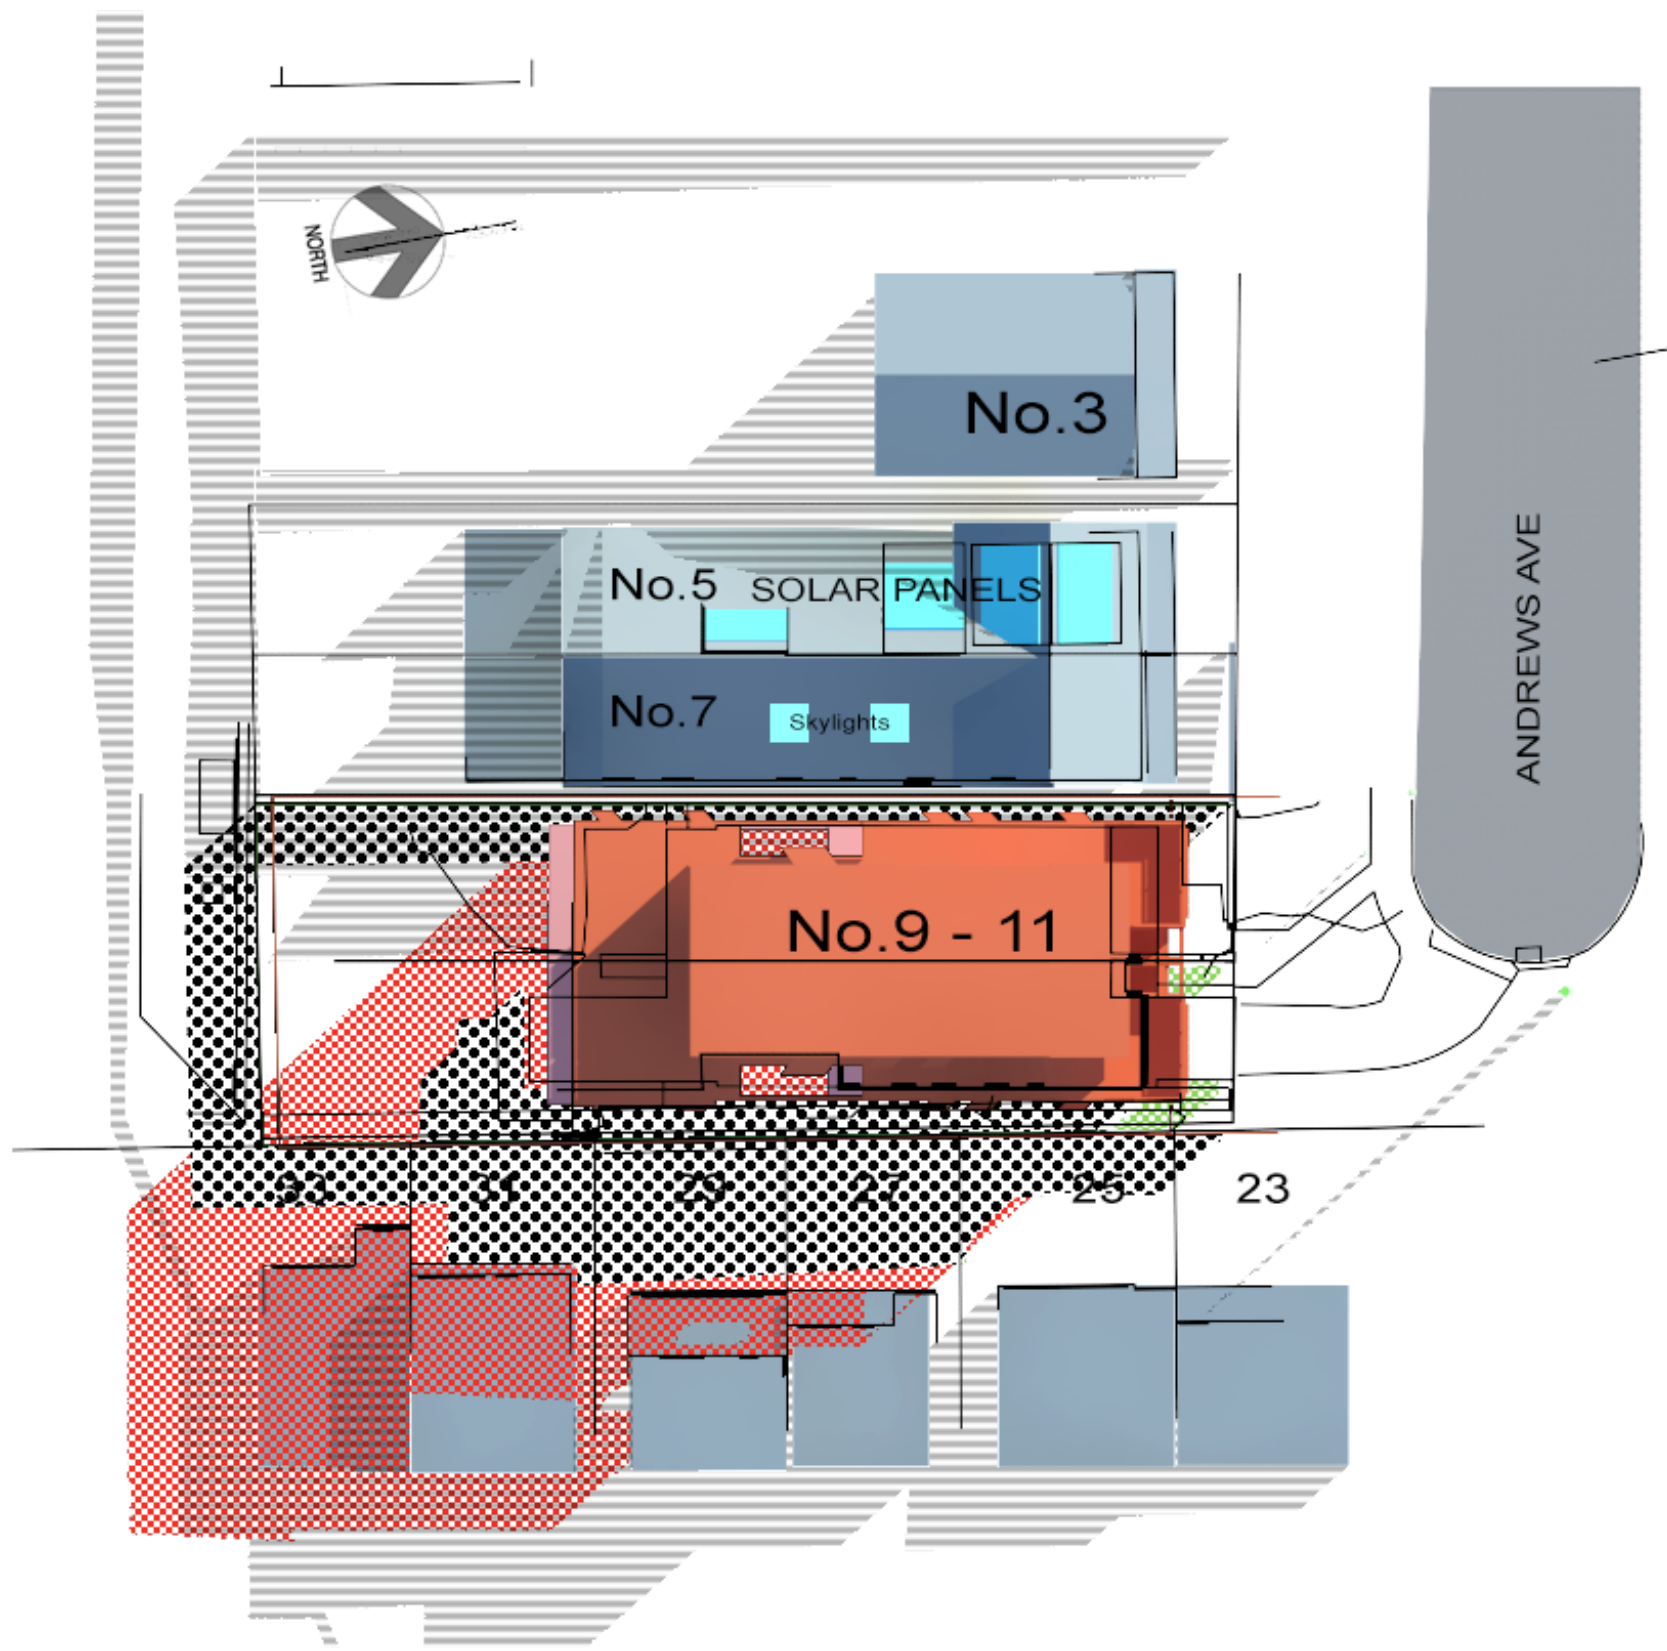 NORTH
No.3
ANDREWS AVE
No.5
SOLAR PANELS
No.7
Skylights
No.9 - 11
33
31
29
27
25
23